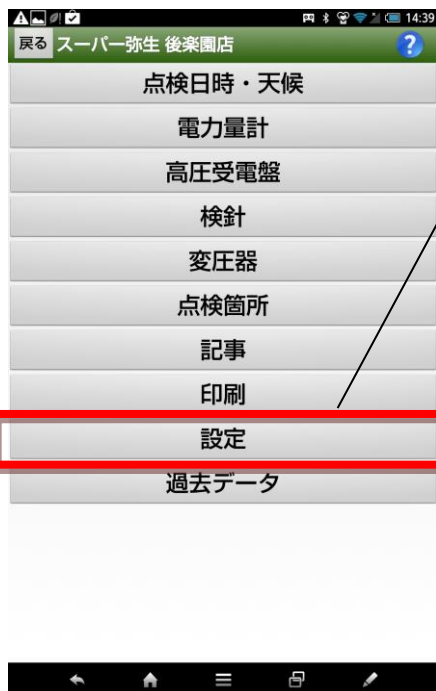 14:39
戻る スーパー弥生 後楽園店 ?
点検日時・天候
電力量計
高圧受電盤
検針
変圧器
点検箇所
記事
印刷
設定
過去データ